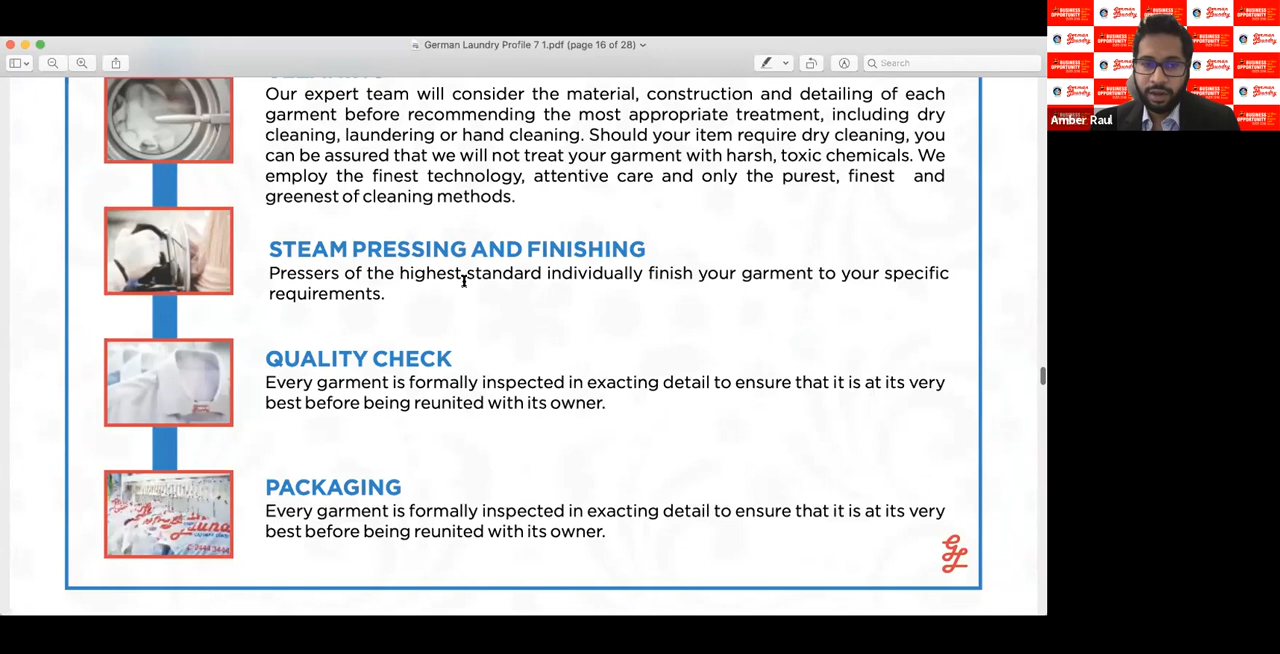 German Laundry Profile 7 1.pdf (page 16 of 28)
Search
Our expert team will consider the material, construction and detailing of each
garment before recommending the most appropriate treatment, including dry
cleaning, laundering or hand cleaning. Should your item require dry cleaning, you
can be assured that we will not treat your garment with harsh, toxic chemicals. We
employ the finest technology, attentive care and only the purest, finest and
greenest of cleaning methods.
STEAM PRESSING AND FINISHING
Pressers of the highest standard individually finish your garment to your specific
requirements.
QUALITY CHECK
Every garment is formally inspected in exacting detail to ensure that it is at its very
best before being reunited with its owner.
PACKAGING
Every garment is formally inspected in exacting detail to ensure that it is at its very
best before being reunited with its owner.
GL
German Laundry
BUSINESS
OPPORTUNITY
Amber Raul